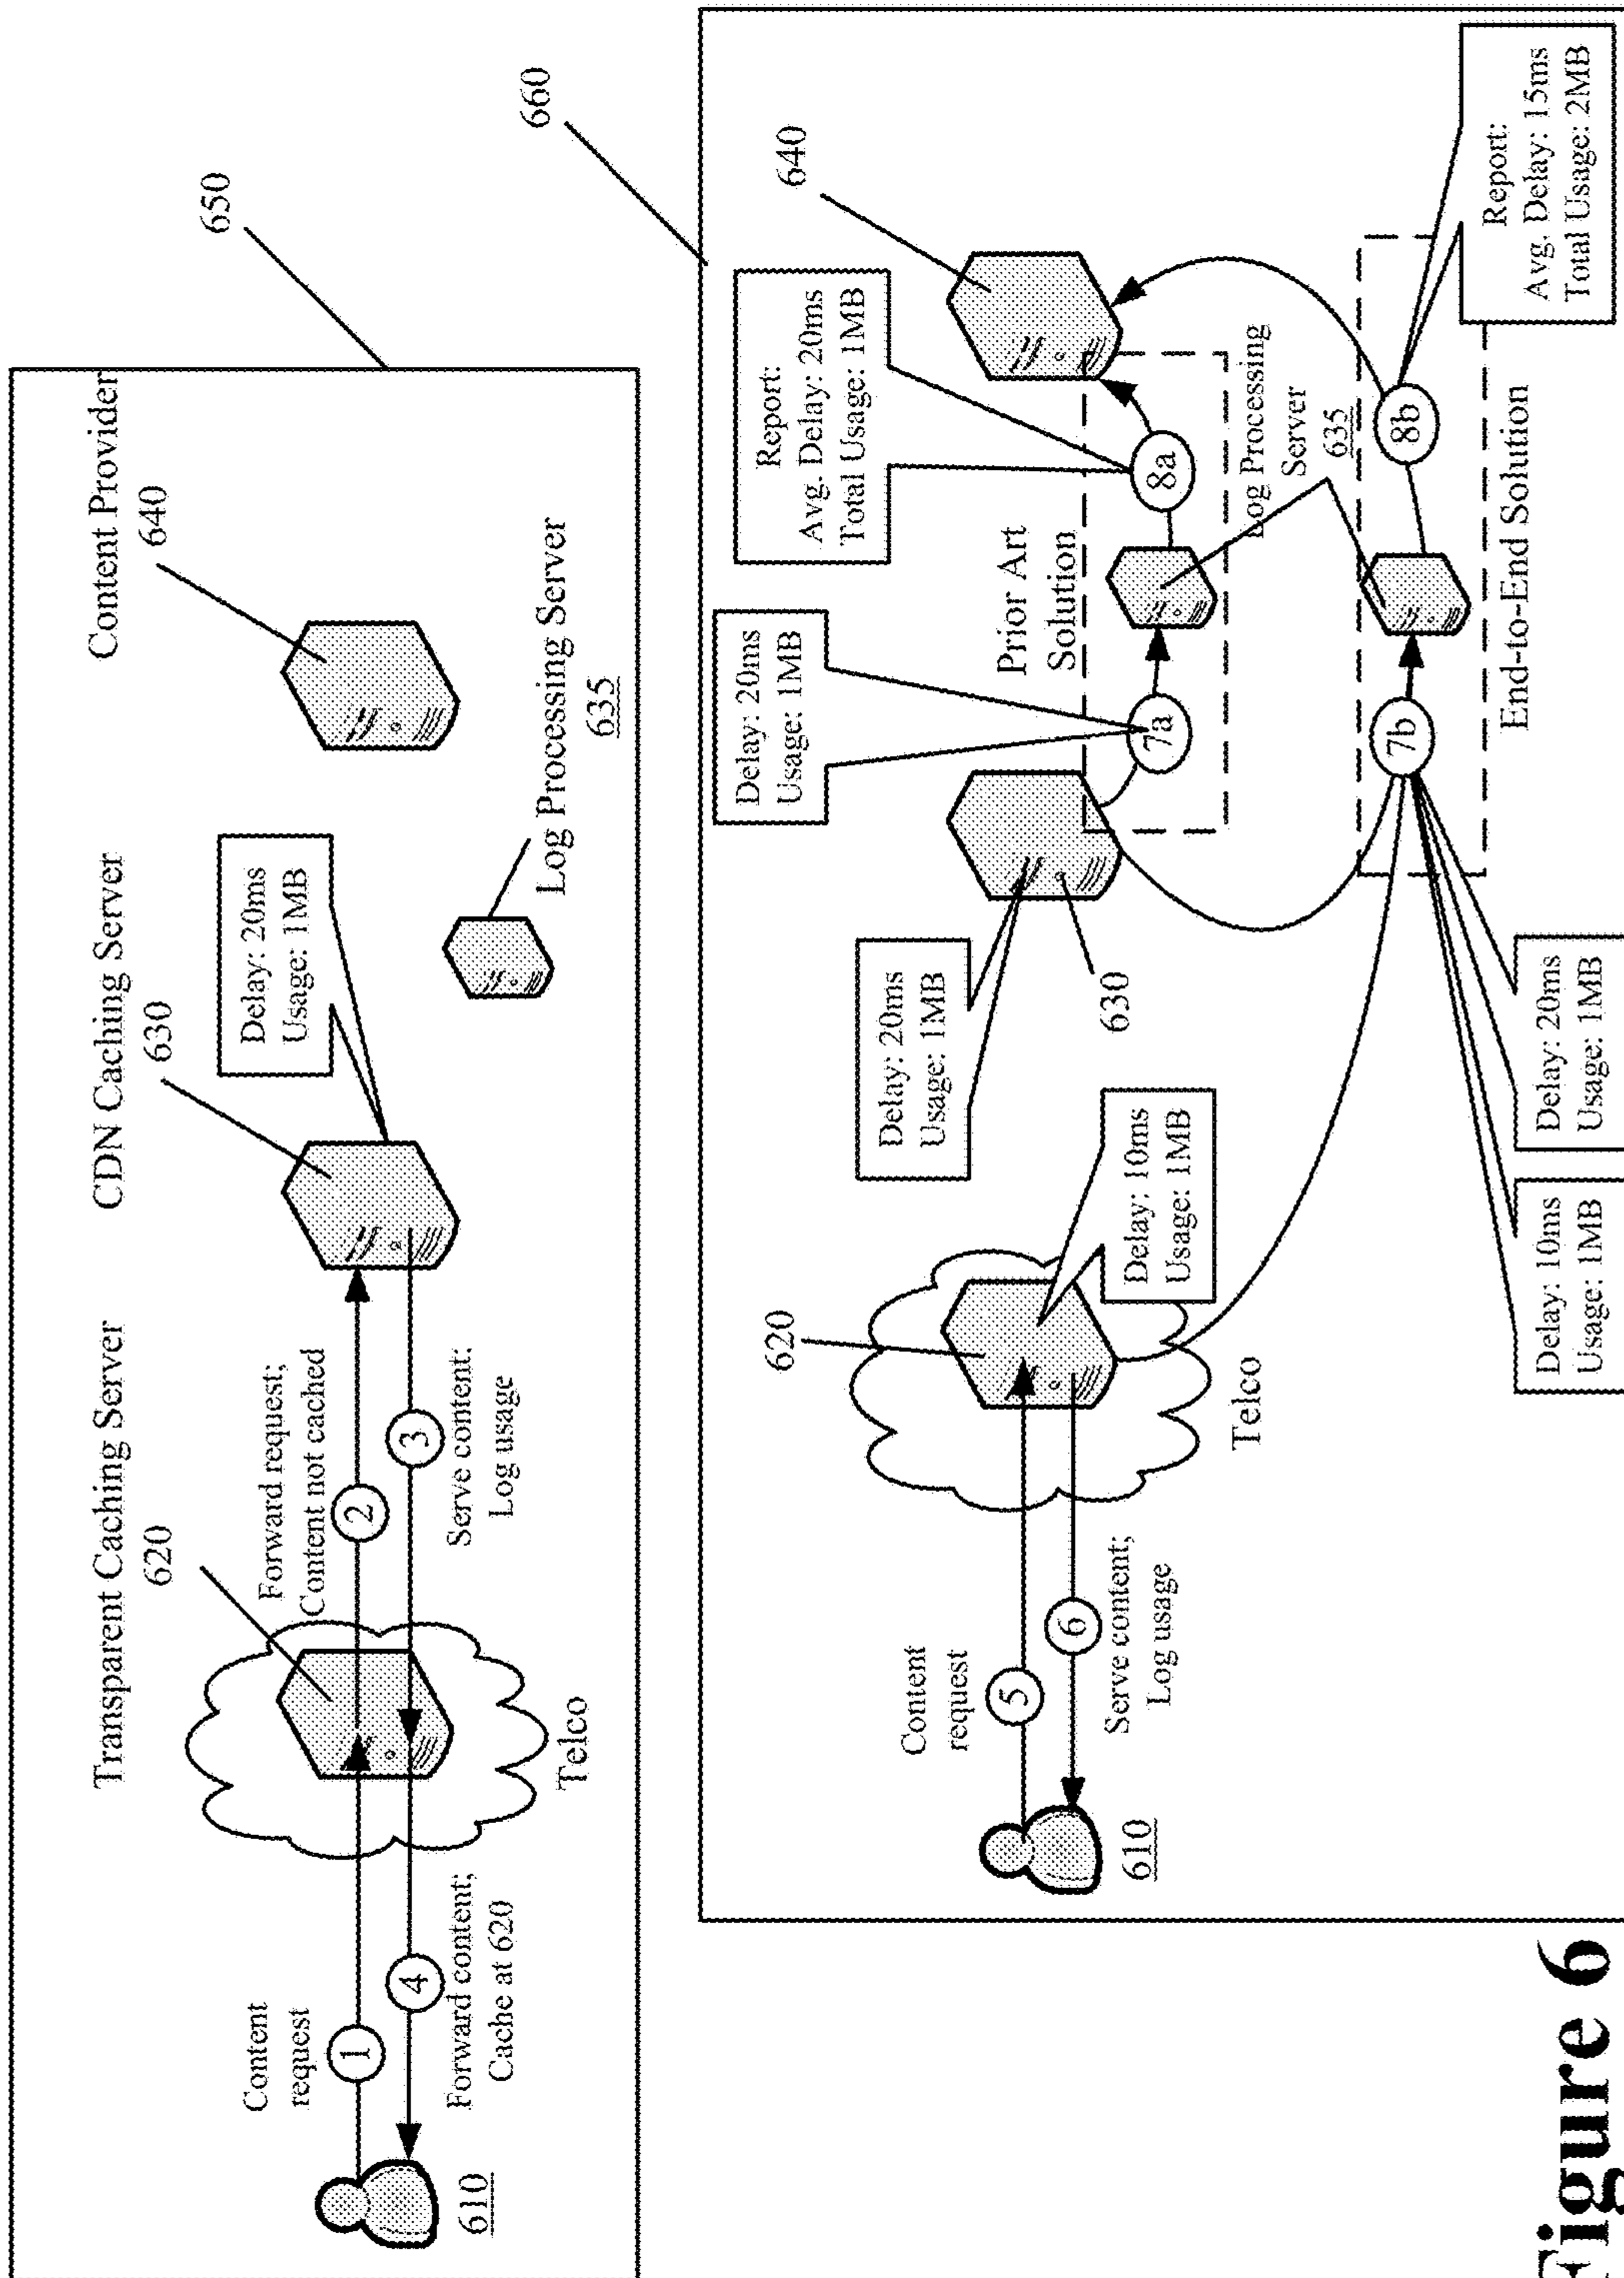 650
Transparent Caching Server
620
CDN Caching Server
630
Content Provider
640
Content
request
1
Forward request;
Content not cached
2
Delay: 20ms
Usage: 1MB
3
4
Forward content;
Cache at 620
Serve content;
Log usage
610
Telco
Log Processing Server
635
660
620
Content
request
5
6
Serve content;
Log usage
610
Telco
Delay: 10ms
Usage: 1MB
Delay: 20ms
Usage: 1MB
630
Delay: 20ms
Usage: 1MB
Report:
Avg. Delay: 20ms
Total Usage: 1MB
640
Prior Art
Solution
7a
8a
Log Processing
Server
635
7b
8b
End-to-End Solution
Delay: 10ms
Usage: 1MB
Delay: 20ms
Usage: 1MB
Report:
Avg. Delay: 15ms
Total Usage: 2MB
Figure 6